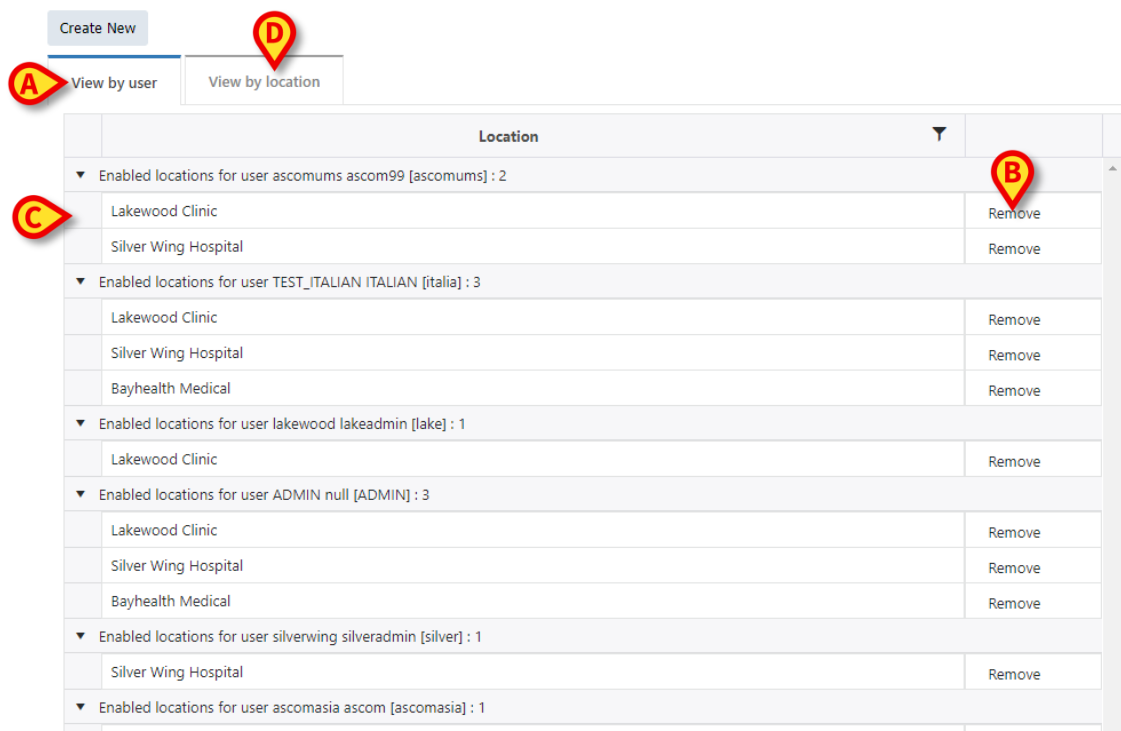 Create New
D
A
View by user
View by location
Location
Enabled locations for user ascomums ascom99 [ascomums] : 2
B
C
Lakewood Clinic
Remove
Silver Wing Hospital
Remove
Enabled locations for user TEST_ITALIAN ITALIAN [italia] : 3
Lakewood Clinic
Remove
Silver Wing Hospital
Remove
Bayhealth Medical
Remove
Enabled locations for user lakewood lakeadmin [lake] : 1
Lakewood Clinic
Remove
Enabled locations for user ADMIN null [ADMIN] : 3
Lakewood Clinic
Remove
Silver Wing Hospital
Remove
Bayhealth Medical
Remove
Enabled locations for user silverwing silveradmin [silver] : 1
Silver Wing Hospital
Remove
Enabled locations for user ascomasia ascom [ascomasia] : 1